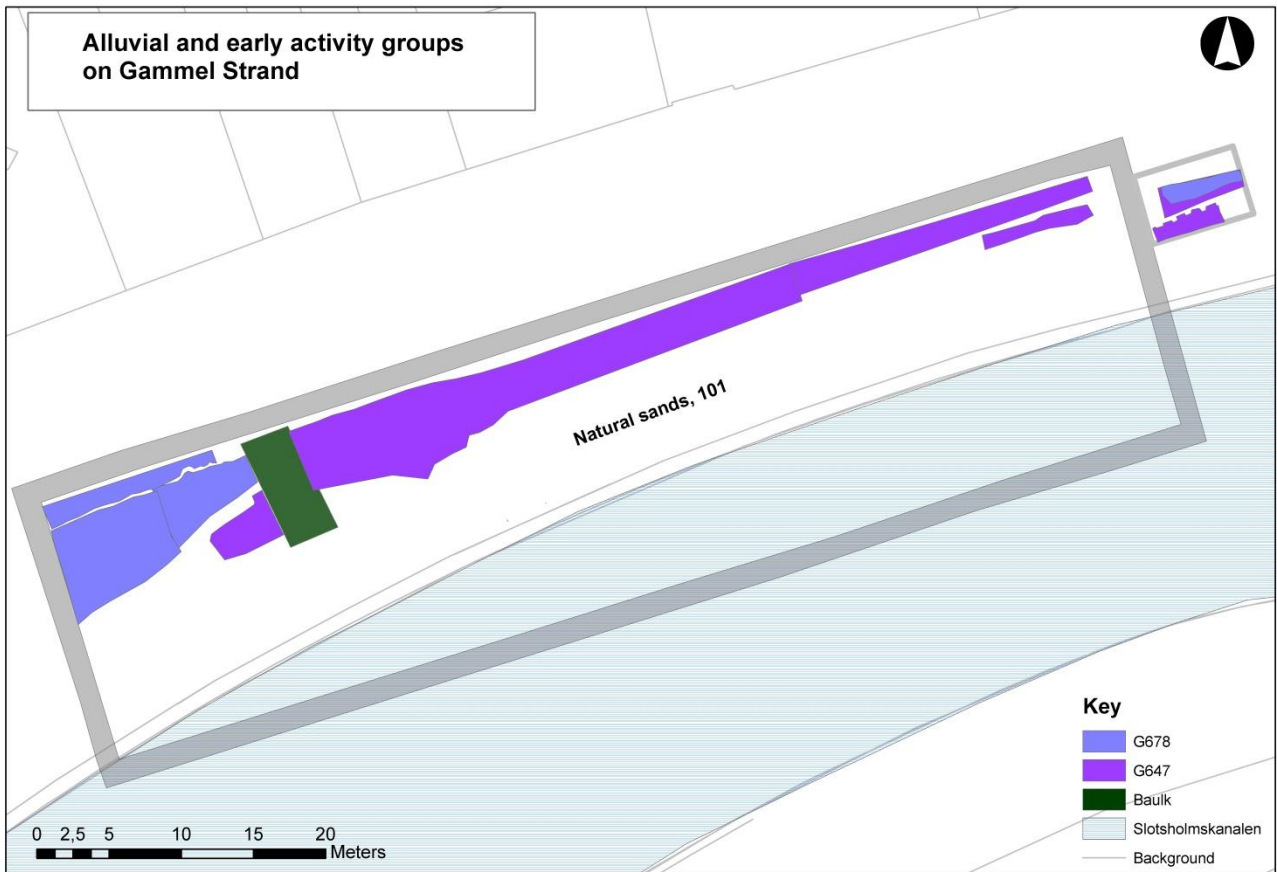 Alluvial and early activity groups
on Gammel Strand
Natural sands, 101
Key
G678
G647
Baulk
Slotsholmskanalen
Background
0 2,5 5 10 15 20
Meters